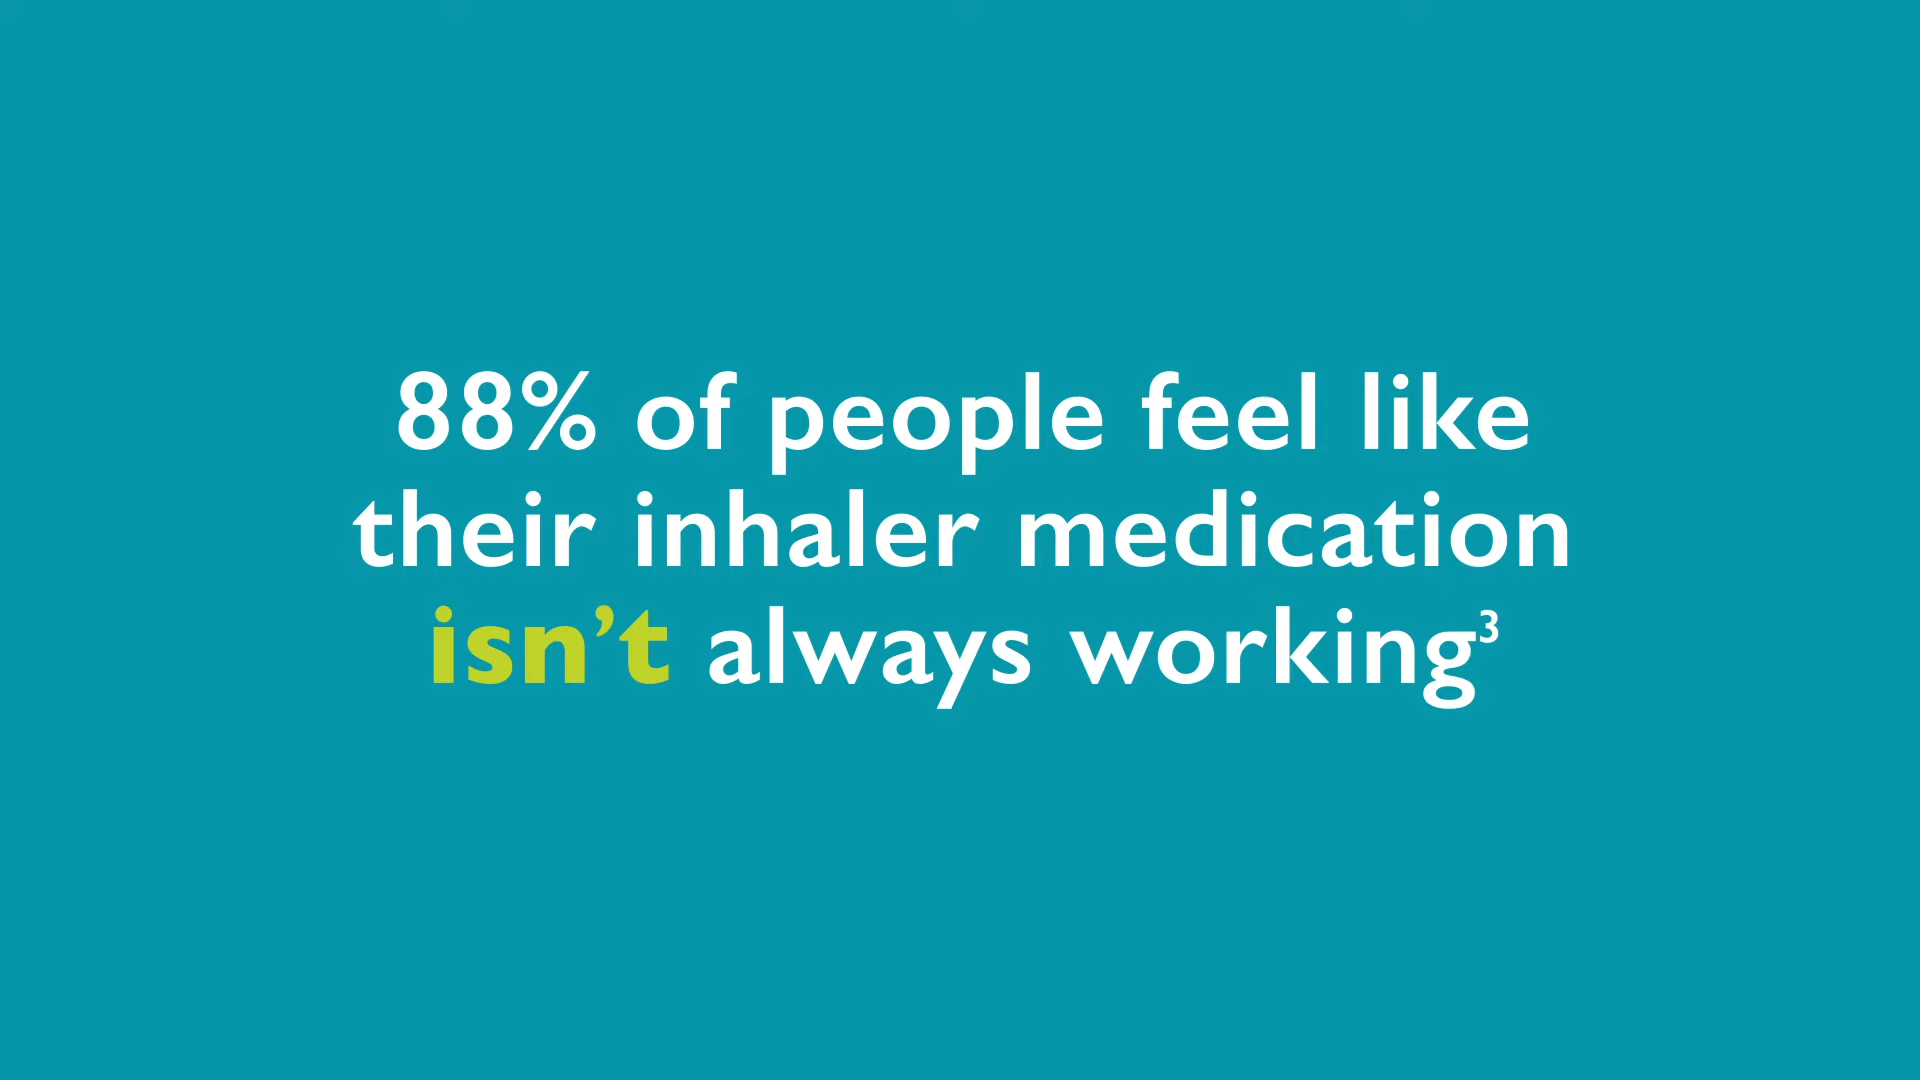 88% of people feel like
their inhaler medication
isn’t always working³